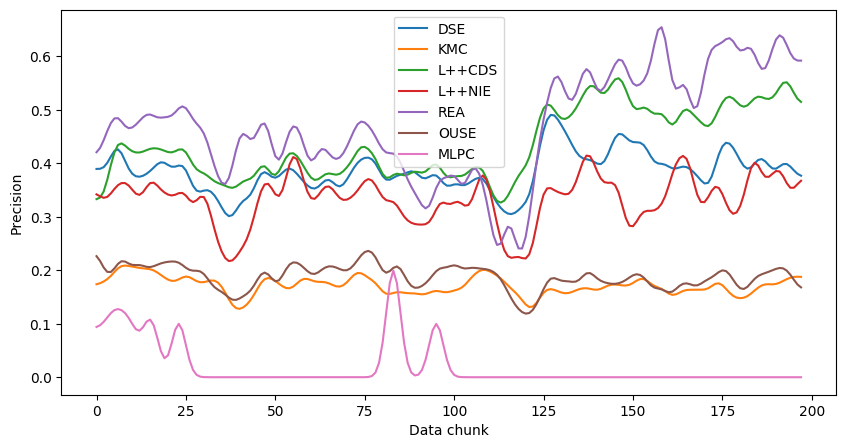 DSE
KMC
L++CDS
L++NIE
REA
OUSE
MLPC
Precision
0.6
0.5
0.4
0.3
0.2
0.1
0.0
0 25 50 75 100 125 150 175 200
Data chunk